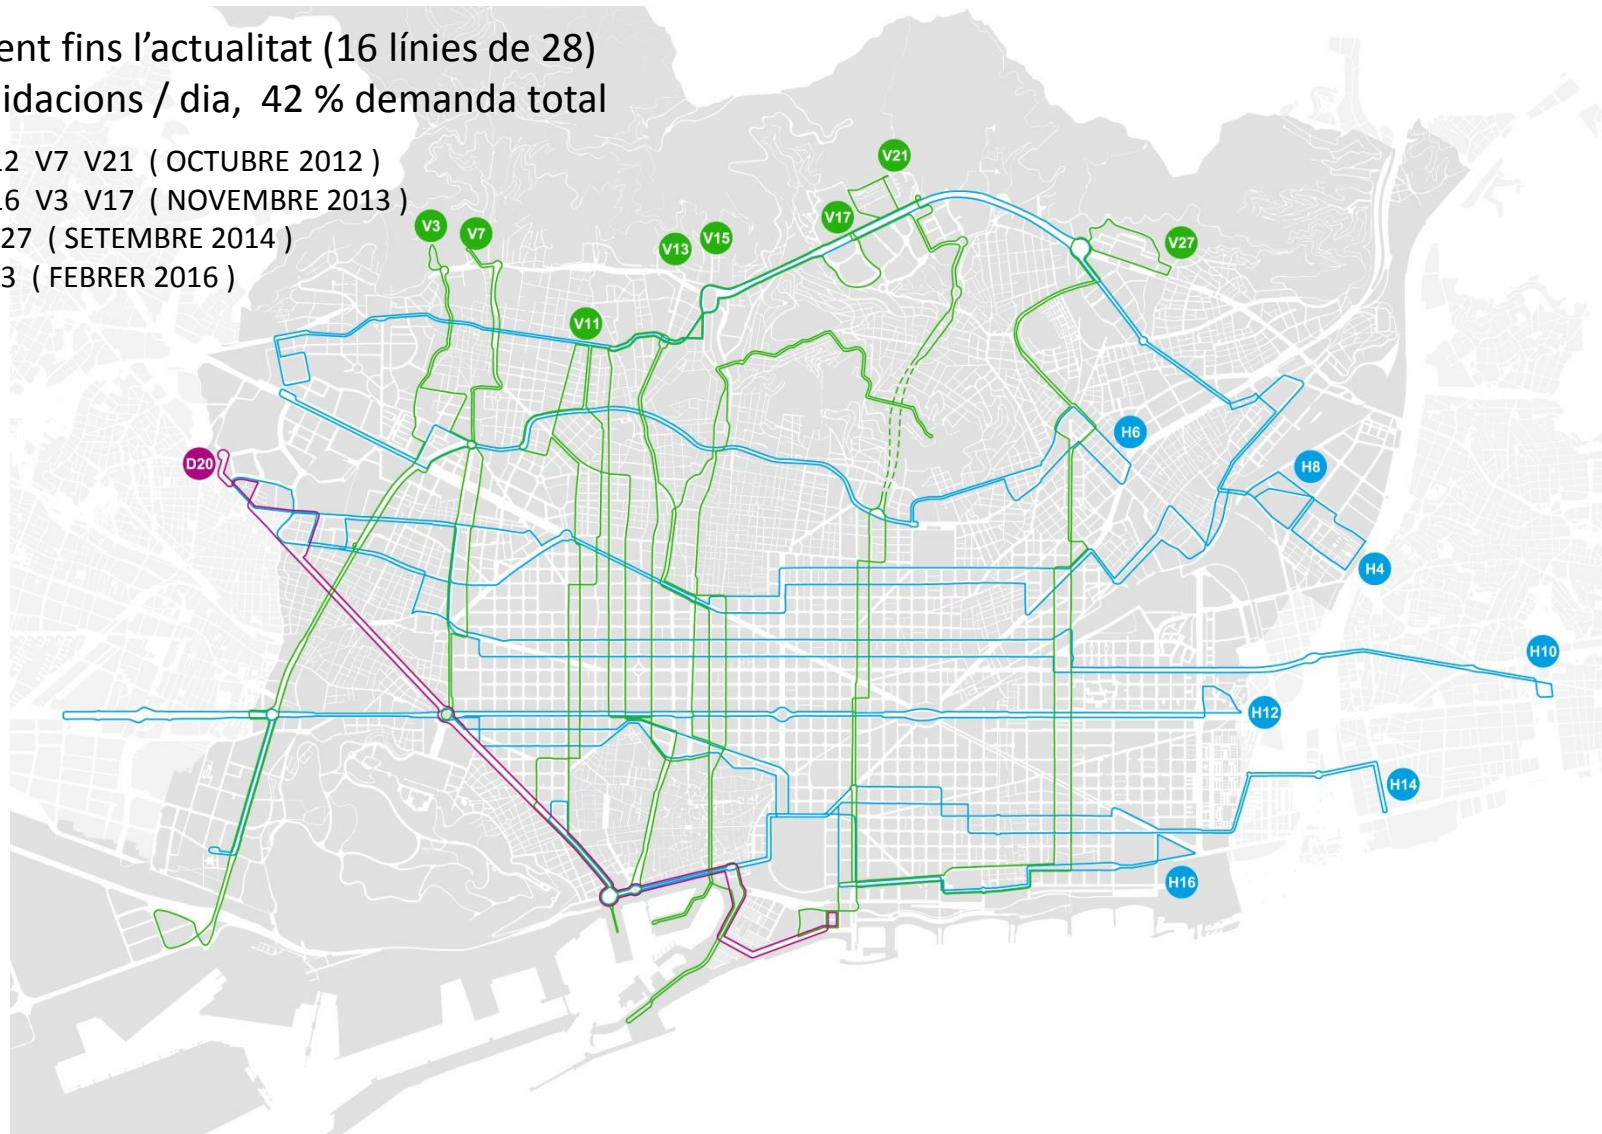 ent fins l’actualitat (16 línies de 28)
idacions / dia, 42 % demanda total
12 V7 V21 ( OCTUBRE 2012 )
16 V3 V17 ( NOVEMBRE 2013 )
27 ( SETEMBRE 2014 )
3 ( FEBRER 2016 )
V21
V17
V3
V7
V13
V15
V27
V11
H6
D20
H8
H4
H10
H12
H14
H16